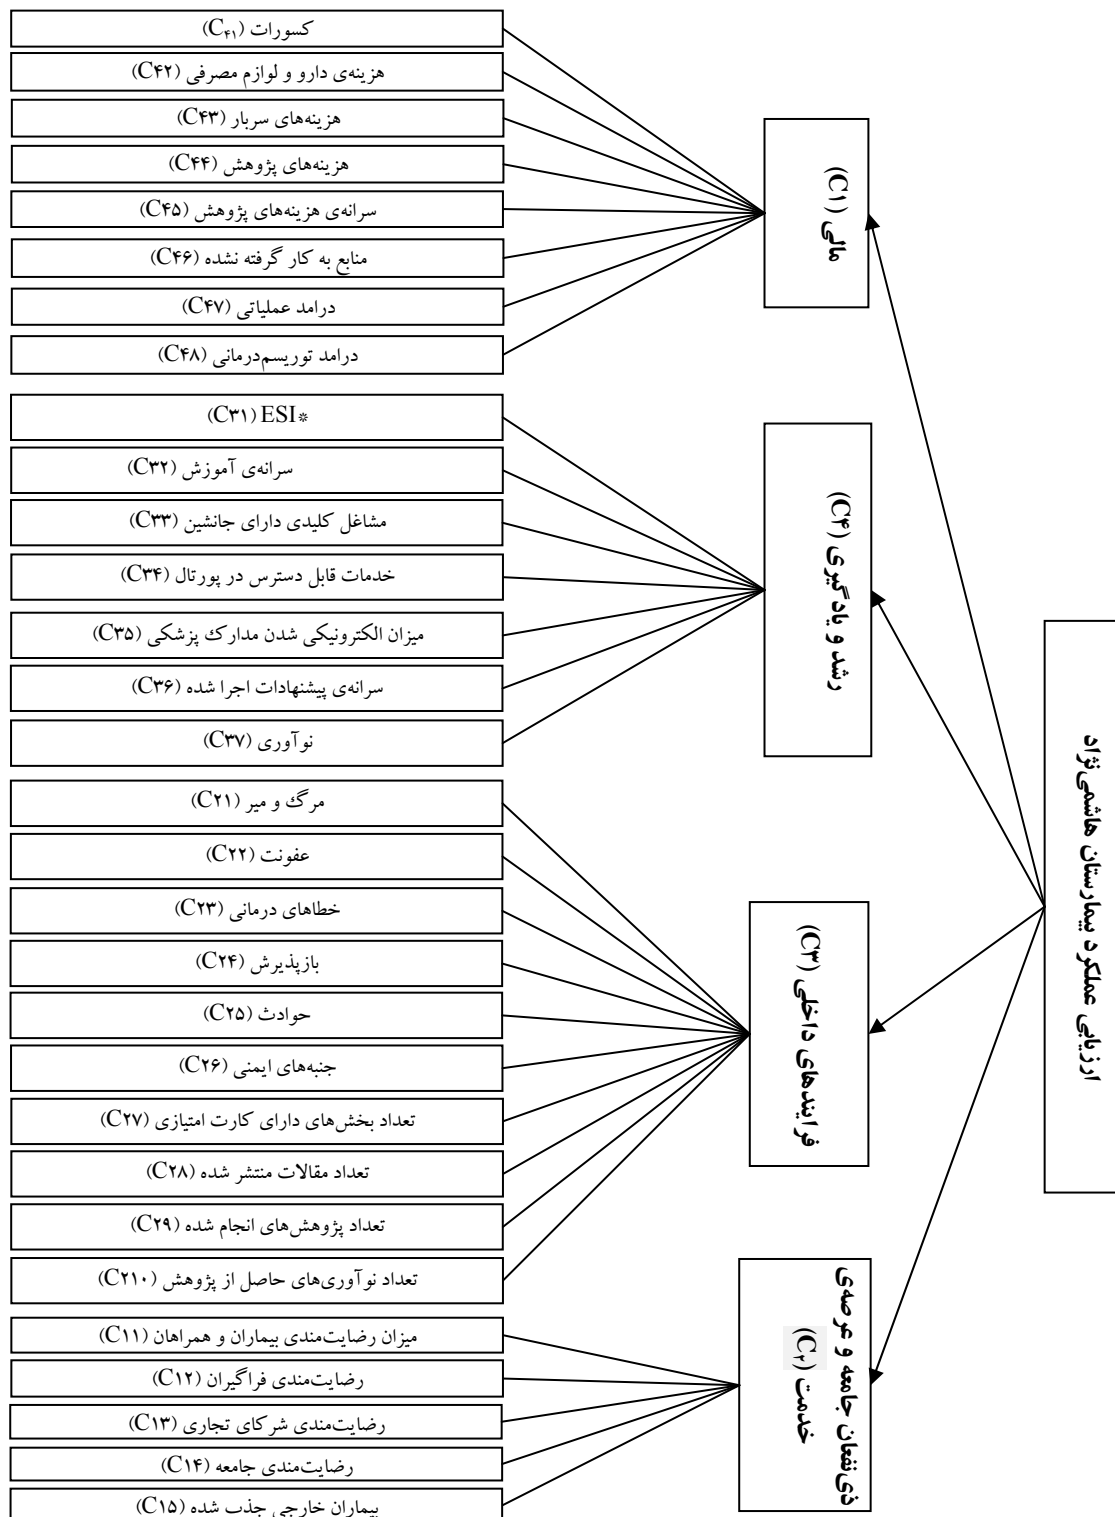 ارزیابی عملکرد بیمارستان هاشمی‌نژاد
مالی (C۱)
کسورات (C۴۱)
هزینه‌ی دارو و لوازم مصرفی (C۴۲)
هزینه‌های سربار (C۴۳)
هزینه‌های پژوهش (C۴۴)
سرانه‌ی هزینه‌های پژوهش (C۴۵)
منابع به کار گرفته نشده (C۴۶)
درامد عملیاتی (C۴۷)
درامد توریسم‌درمانی (C۴۸)
رشد و یادگیری (C۴)
*ESI (C۳۱)
سرانه‌ی آموزش (C۳۲)
مشاغل کلیدی دارای جانشین (C۳۳)
خدمات قابل دسترس در پورتال (C۳۴)
میزان الکترونیکی شدن مدارک پزشکی (C۳۵)
سرانه‌ی پیشنهادات اجرا شده (C۳۶)
نوآوری (C۳۷)
فرایندهای داخلی (C۳)
مرگ و میر (C۲۱)
عفونت (C۲۲)
خطاهای درمانی (C۲۳)
بازپذیرش (C۲۴)
حوادث (C۲۵)
جنبه‌های ایمنی (C۲۶)
تعداد بخش‌های دارای کارت امتیازی (C۲۷)
تعداد مقالات منتشر شده (C۲۸)
تعداد پژوهش‌های انجام شده (C۲۹)
تعداد نوآوری‌های حاصل از پژوهش (C۲۱۰)
ذی‌نفعان جامعه و عرصه‌ی
خدمت (C۲)
میزان رضایت‌مندی بیماران و همراهان (C۱۱)
رضایت‌مندی فراگیران (C۱۲)
رضایت‌مندی شرکای تجاری (C۱۳)
رضایت‌مندی جامعه (C۱۴)
بیماران خارجی جذب شده (C۱۵)